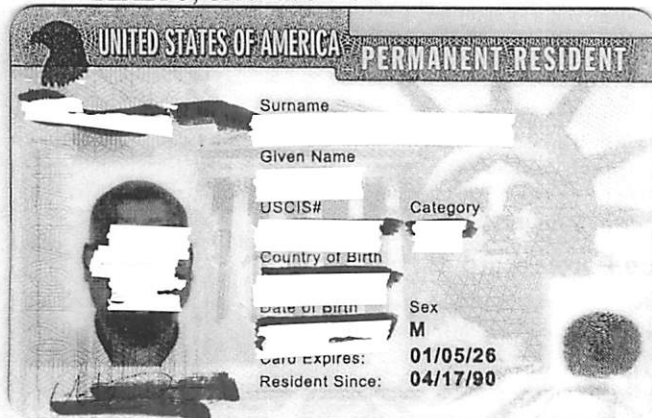 UNITED STATES OF AMERICA PERMANENT RESIDENT
Surname
Given Name
USCIS# Category
Country of Birth
Date of Birth Sex
M
Card Expires: 01/05/26
Resident Since: 04/17/90